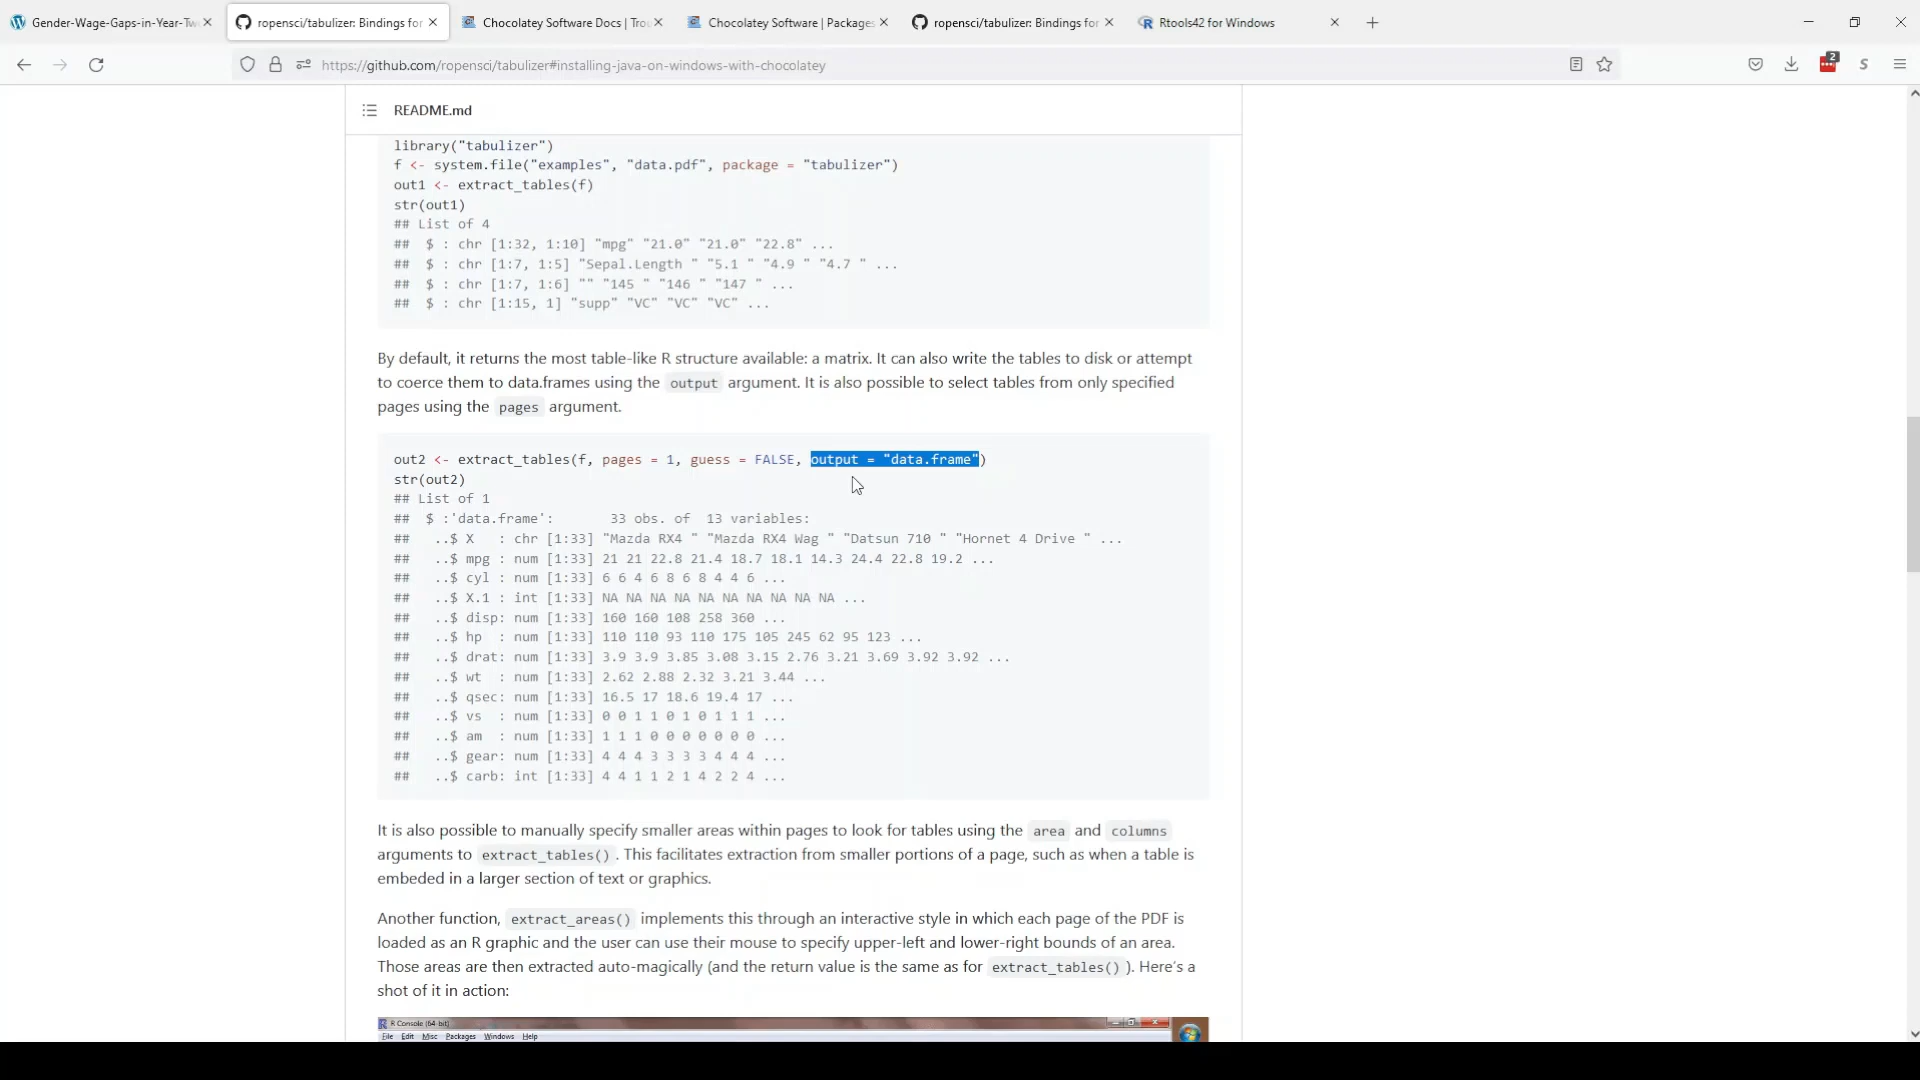 Gender-Wage-Gaps-in-Year-Tw
ropensci/tabulizer: Bindings for
Chocolatey Software Docs | Trou
Chocolatey Software | Packages
ropensci/tabulizer: Bindings for
Rtools42 for Windows
https://github.com/ropensci/tabulizer#installing-java-on-windows-with-chocolatey
2
README.md
library("tabulizer")
f <- system.file("examples", "data.pdf", package = "tabulizer")
out1 <- extract_tables(f)
str(out1)
## List of 4
##  $ : chr [1:32, 1:10] "mpg" "21.0" "21.0" "22.8" ...
##  $ : chr [1:7, 1:5] "Sepal.Length " "5.1 " "4.9 " "4.7 " ...
##  $ : chr [1:7, 1:6] "" "145 " "146 " "147 " ...
##  $ : chr [1:15, 1] "supp" "VC" "VC" "VC" ...
By default, it returns the most table-like R structure available: a matrix. It can also write the tables to disk or attempt
to coerce them to data.frames using the output argument. It is also possible to select tables from only specified
pages using the pages argument.
out2 <- extract_tables(f, pages = 1, guess = FALSE, output = "data.frame")
str(out2)
## List of 1
##  $ :'data.frame':       33 obs. of  13 variables:
##   ..$ X   : chr [1:33] "Mazda RX4 " "Mazda RX4 Wag " "Datsun 710 " "Hornet 4 Drive " ...
##   ..$ mpg : num [1:33] 21 21 22.8 21.4 18.7 18.1 14.3 24.4 22.8 19.2 ...
##   ..$ cyl : num [1:33] 6 6 4 6 8 6 8 4 4 6 ...
##   ..$ X.1 : int [1:33] NA NA NA NA NA NA NA NA NA NA ...
##   ..$ disp: num [1:33] 160 160 108 258 360 ...
##   ..$ hp  : num [1:33] 110 110 93 110 175 105 245 62 95 123 ...
##   ..$ drat: num [1:33] 3.9 3.9 3.85 3.08 3.15 2.76 3.21 3.69 3.92 3.92 ...
##   ..$ wt  : num [1:33] 2.62 2.88 2.32 3.21 3.44 ...
##   ..$ qsec: num [1:33] 16.5 17 18.6 19.4 17 ...
##   ..$ vs  : num [1:33] 0 0 1 1 0 1 0 1 1 1 ...
##   ..$ am  : num [1:33] 1 1 1 0 0 0 0 0 0 0 ...
##   ..$ gear: num [1:33] 4 4 4 3 3 3 3 4 4 4 ...
##   ..$ carb: int [1:33] 4 4 1 1 2 1 4 2 2 4 ...
It is also possible to manually specify smaller areas within pages to look for tables using the area and columns
arguments to extract_tables() . This facilitates extraction from smaller portions of a page, such as when a table is
embeded in a larger section of text or graphics.
Another function, extract_areas() implements this through an interactive style in which each page of the PDF is
loaded as an R graphic and the user can use their mouse to specify upper-left and lower-right bounds of an area.
Those areas are then extracted auto-magically (and the return value is the same as for extract_tables() ). Here's a
shot of it in action:
R Console (64-bit)
File Edit Misc Packages Windows Help